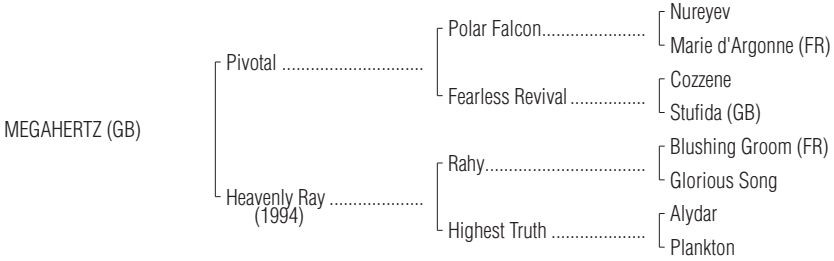 Nureyev
Polar Falcon..........................
Marie d'Argonne (FR)
Pivotal ...................................
Cozzene
Fearless Revival ...................
Stufida (GB)
MEGAHERTZ (GB)
Blushing Groom (FR)
Rahy........................................
Glorious Song
Heavenly Ray .......................
(1994)
Alydar
Highest Truth .......................
Plankton